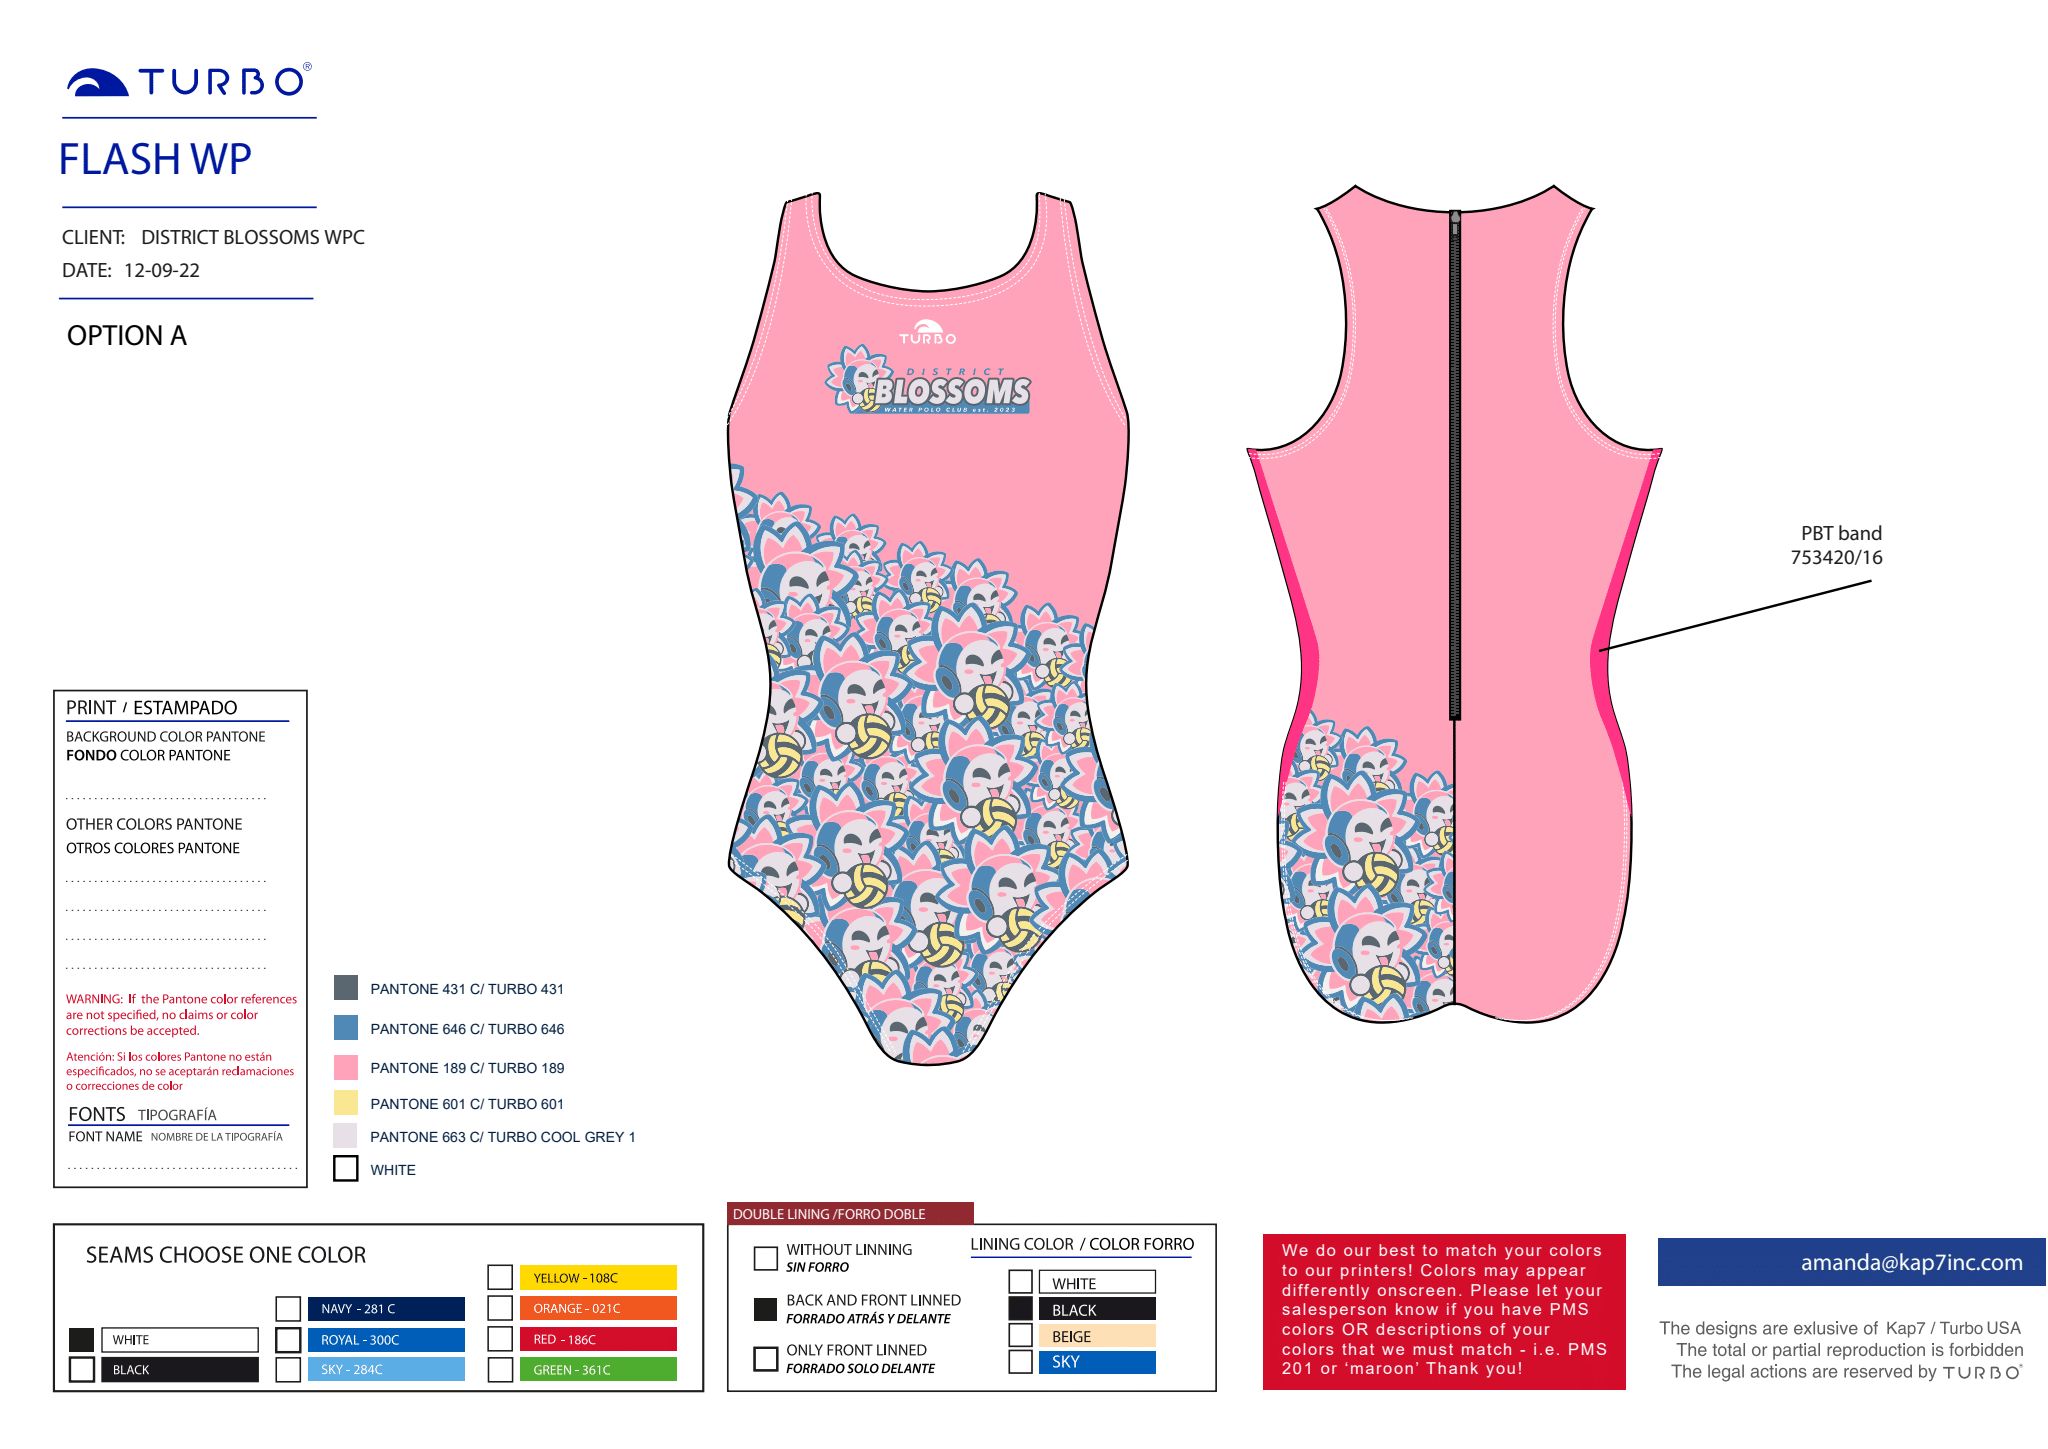 TURBO®
FLASH WP
CLIENT: DISTRICT BLOSSOMS WPC
DATE: 12-09-22
OPTION A
TURBO
DISTRICT
BLOSSOMS
WATER POLO CLUB est. 2023
PBT band
753420/16
PRINT / ESTAMPADO
BACKGROUND COLOR PANTONE
FONDO COLOR PANTONE
OTHER COLORS PANTONE
OTROS COLORES PANTONE
WARNING: If the Pantone color references
are not specified, no claims or color
corrections be accepted.
Atención: Si los colores Pantone no están
especificados, no se aceptarán reclamaciones
o correcciones de color
FONTS TIPOGRAFÍA
FONT NAME NOMBRE DE LA TIPOGRAFÍA
PANTONE 431 C/ TURBO 431
PANTONE 646 C/ TURBO 646
PANTONE 189 C/ TURBO 189
PANTONE 601 C/ TURBO 601
PANTONE 663 C/ TURBO COOL GREY 1
WHITE
SEAMS CHOOSE ONE COLOR
WHITE
BLACK
NAVY - 281 C
ROYAL - 300C
SKY - 284C
YELLOW - 108C
ORANGE - 021C
RED - 186C
GREEN - 361C
DOUBLE LINING /FORRO DOBLE
WITHOUT LINNING
SIN FORRO
BACK AND FRONT LINNED
FORRADO ATRÁS Y DELANTE
ONLY FRONT LINNED
FORRADO SOLO DELANTE
LINING COLOR / COLOR FORRO
WHITE
BLACK
BEIGE
SKY
We do our best to match your colors
to our printers! Colors may appear
differently onscreen. Please let your
salesperson know if you have PMS
colors OR descriptions of your
colors that we must match - i.e. PMS
201 or ‘maroon’ Thank you!
amanda@kap7inc.com
The designs are exlusive of Kap7 / Turbo USA
The total or partial reproduction is forbidden
The legal actions are reserved by TURBO®